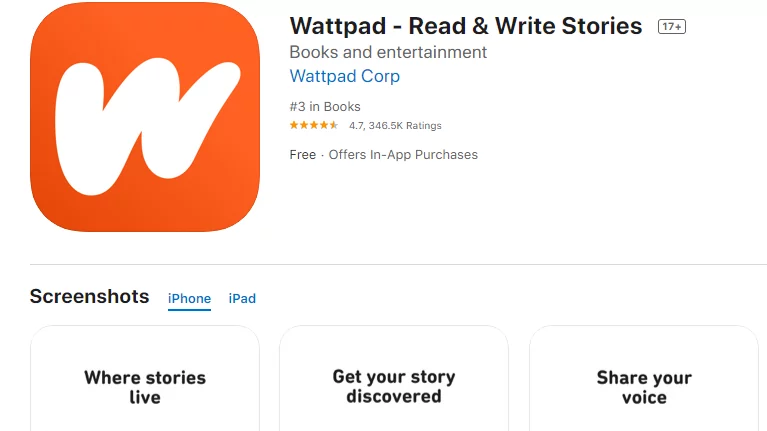 Wattpad - Read & Write Stories 17+
Books and entertainment
Wattpad Corp
#3 in Books
4.7, 346.5K Ratings
Free · Offers In-App Purchases
Screenshots iPhone iPad
Where stories
live
Get your story
discovered
Share your
voice